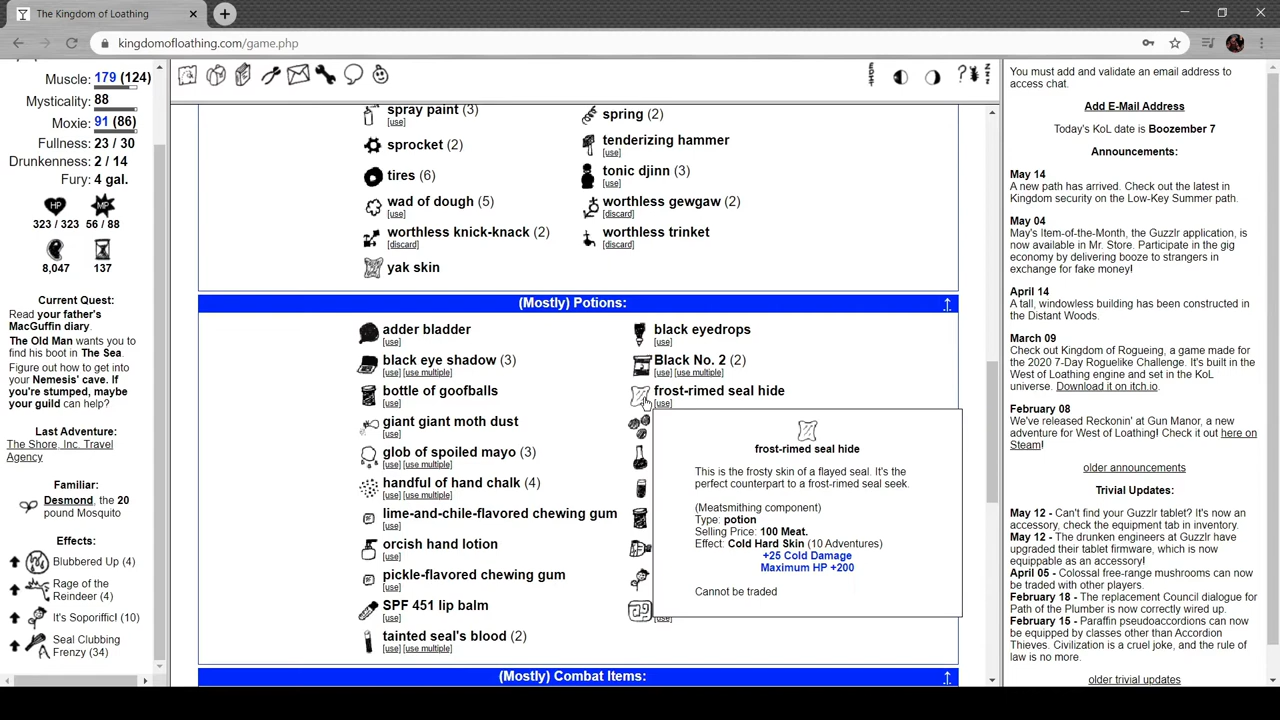 The Kingdom of Loathing
kingdomofloathing.com/game.php
Muscle: 179 (124)
Mysticality: 88
Moxie: 91 (86)
Fullness: 23 / 30
Drunkenness: 2 / 14
Fury: 4 gal.
HP MP
323 / 323 56 / 88
8,047 137
Current Quest:
Read your father's
MacGuffin diary.
The Old Man wants you to
find his boot in The Sea.
Figure out how to get into
your Nemesis' cave. If
you're stumped, maybe
your guild can help?
Last Adventure:
The Shore, Inc. Travel
Agency
Familiar:
Desmond, the 20
pound Mosquito
Effects:
Blubbered Up (4)
Rage of the
Reindeer (4)
It's Soporific! (10)
Seal Clubbing
Frenzy (34)
spray paint (3)
[use]
spring (2)
sprocket (2)
tenderizing hammer
[use]
tires (6)
tonic djinn (3)
[use]
wad of dough (5)
[use]
worthless gewgaw (2)
[discard]
worthless knick-knack (2)
[discard]
worthless trinket
[discard]
yak skin
(Mostly) Potions:
adder bladder
[use]
black eyedrops
[use]
black eye shadow (3)
[use] [use multiple]
Black No. 2 (2)
[use] [use multiple]
bottle of goofballs
[use]
frost-rimed seal hide
[use]
giant giant moth dust
[use]
glob of spoiled mayo (3)
[use] [use multiple]
handful of hand chalk (4)
[use] [use multiple]
lime-and-chile-flavored chewing gum
[use]
orcish hand lotion
[use]
pickle-flavored chewing gum
[use]
SPF 451 lip balm
[use]
[use]
tainted seal's blood (2)
[use] [use multiple]
frost-rimed seal hide
This is the frosty skin of a flayed seal. It's the
perfect counterpart to a frost-rimed seal seek.
(Meatsmithing component)
Type: potion
Selling Price: 100 Meat.
Effect: Cold Hard Skin (10 Adventures)
+25 Cold Damage
Maximum HP +200
Cannot be traded
(Mostly) Combat Items:
You must add and validate an email address to
access chat.
Add E-Mail Address
Today's KoL date is Boozember 7
Announcements:
May 14
A new path has arrived. Check out the latest in
Kingdom security on the Low-Key Summer path.
May 04
May's Item-of-the-Month, the Guzzlr application, is
now available in Mr. Store. Participate in the gig
economy by delivering booze to strangers in
exchange for fake money!
April 14
A tall, windowless building has been constructed in
the Distant Woods.
March 09
Check out Kingdom of Rogueing, a game made for
the 2020 7-Day Roguelike Challenge. It's built in the
West of Loathing engine and set in the KoL
universe. Download it on itch io.
February 08
We've released Reckonin' at Gun Manor, a new
adventure for West of Loathing! Check it out here on
Steam!
older announcements
Trivial Updates:
May 12 - Can't find your Guzzlr tablet? It's now an
accessory, check the equipment tab in inventory.
May 12 - The drunken engineers at Guzzlr have
upgraded their tablet firmware, which is now
equippable as an accessory!
April 05 - Colossal free-range mushrooms can now
be traded with other players.
February 18 - The replacement Council dialogue for
Path of the Plumber is now correctly wired up.
February 15 - Paraffin pseudoaccordions can now
be equipped by classes other than Accordion
Thieves. Civilization is a cruel joke, and the rule of
law is no more.
older trivial updates